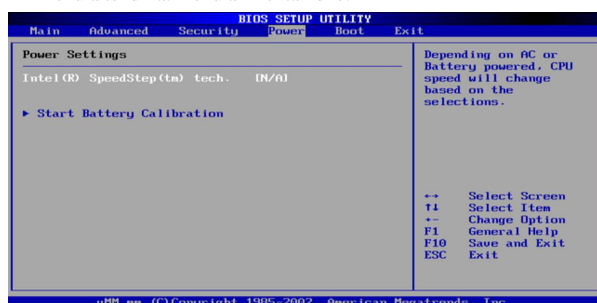 BIOS SETUP UTILITY
Main Advanced Security Power Boot Exit
Power Settings
Intel(R) SpeedStep(tm) tech. [N/A]
▶ Start Battery Calibration
Depending on AC or
Battery powered, CPU
speed will change
based on the
selections.
↔ Select Screen
↑↓ Select Item
+- Change Option
F1 General Help
F10 Save and Exit
ESC Exit
(C)Copyright 1985-2002, American Megatrends, Inc.